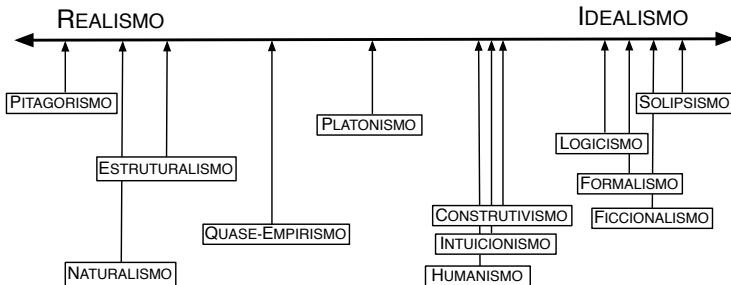 REALISMO
IDEALISMO
PITAGORISMO
SOLIPSISMO
PLATONISMO
LOGICISMO
ESTRUTURALISMO
FORMALISMO
CONSTRUTIVISMO
FICCIONALISMO
QUASE-EMPIRISMO
INTUICIONISMO
NATURALISMO
HUMANISMO